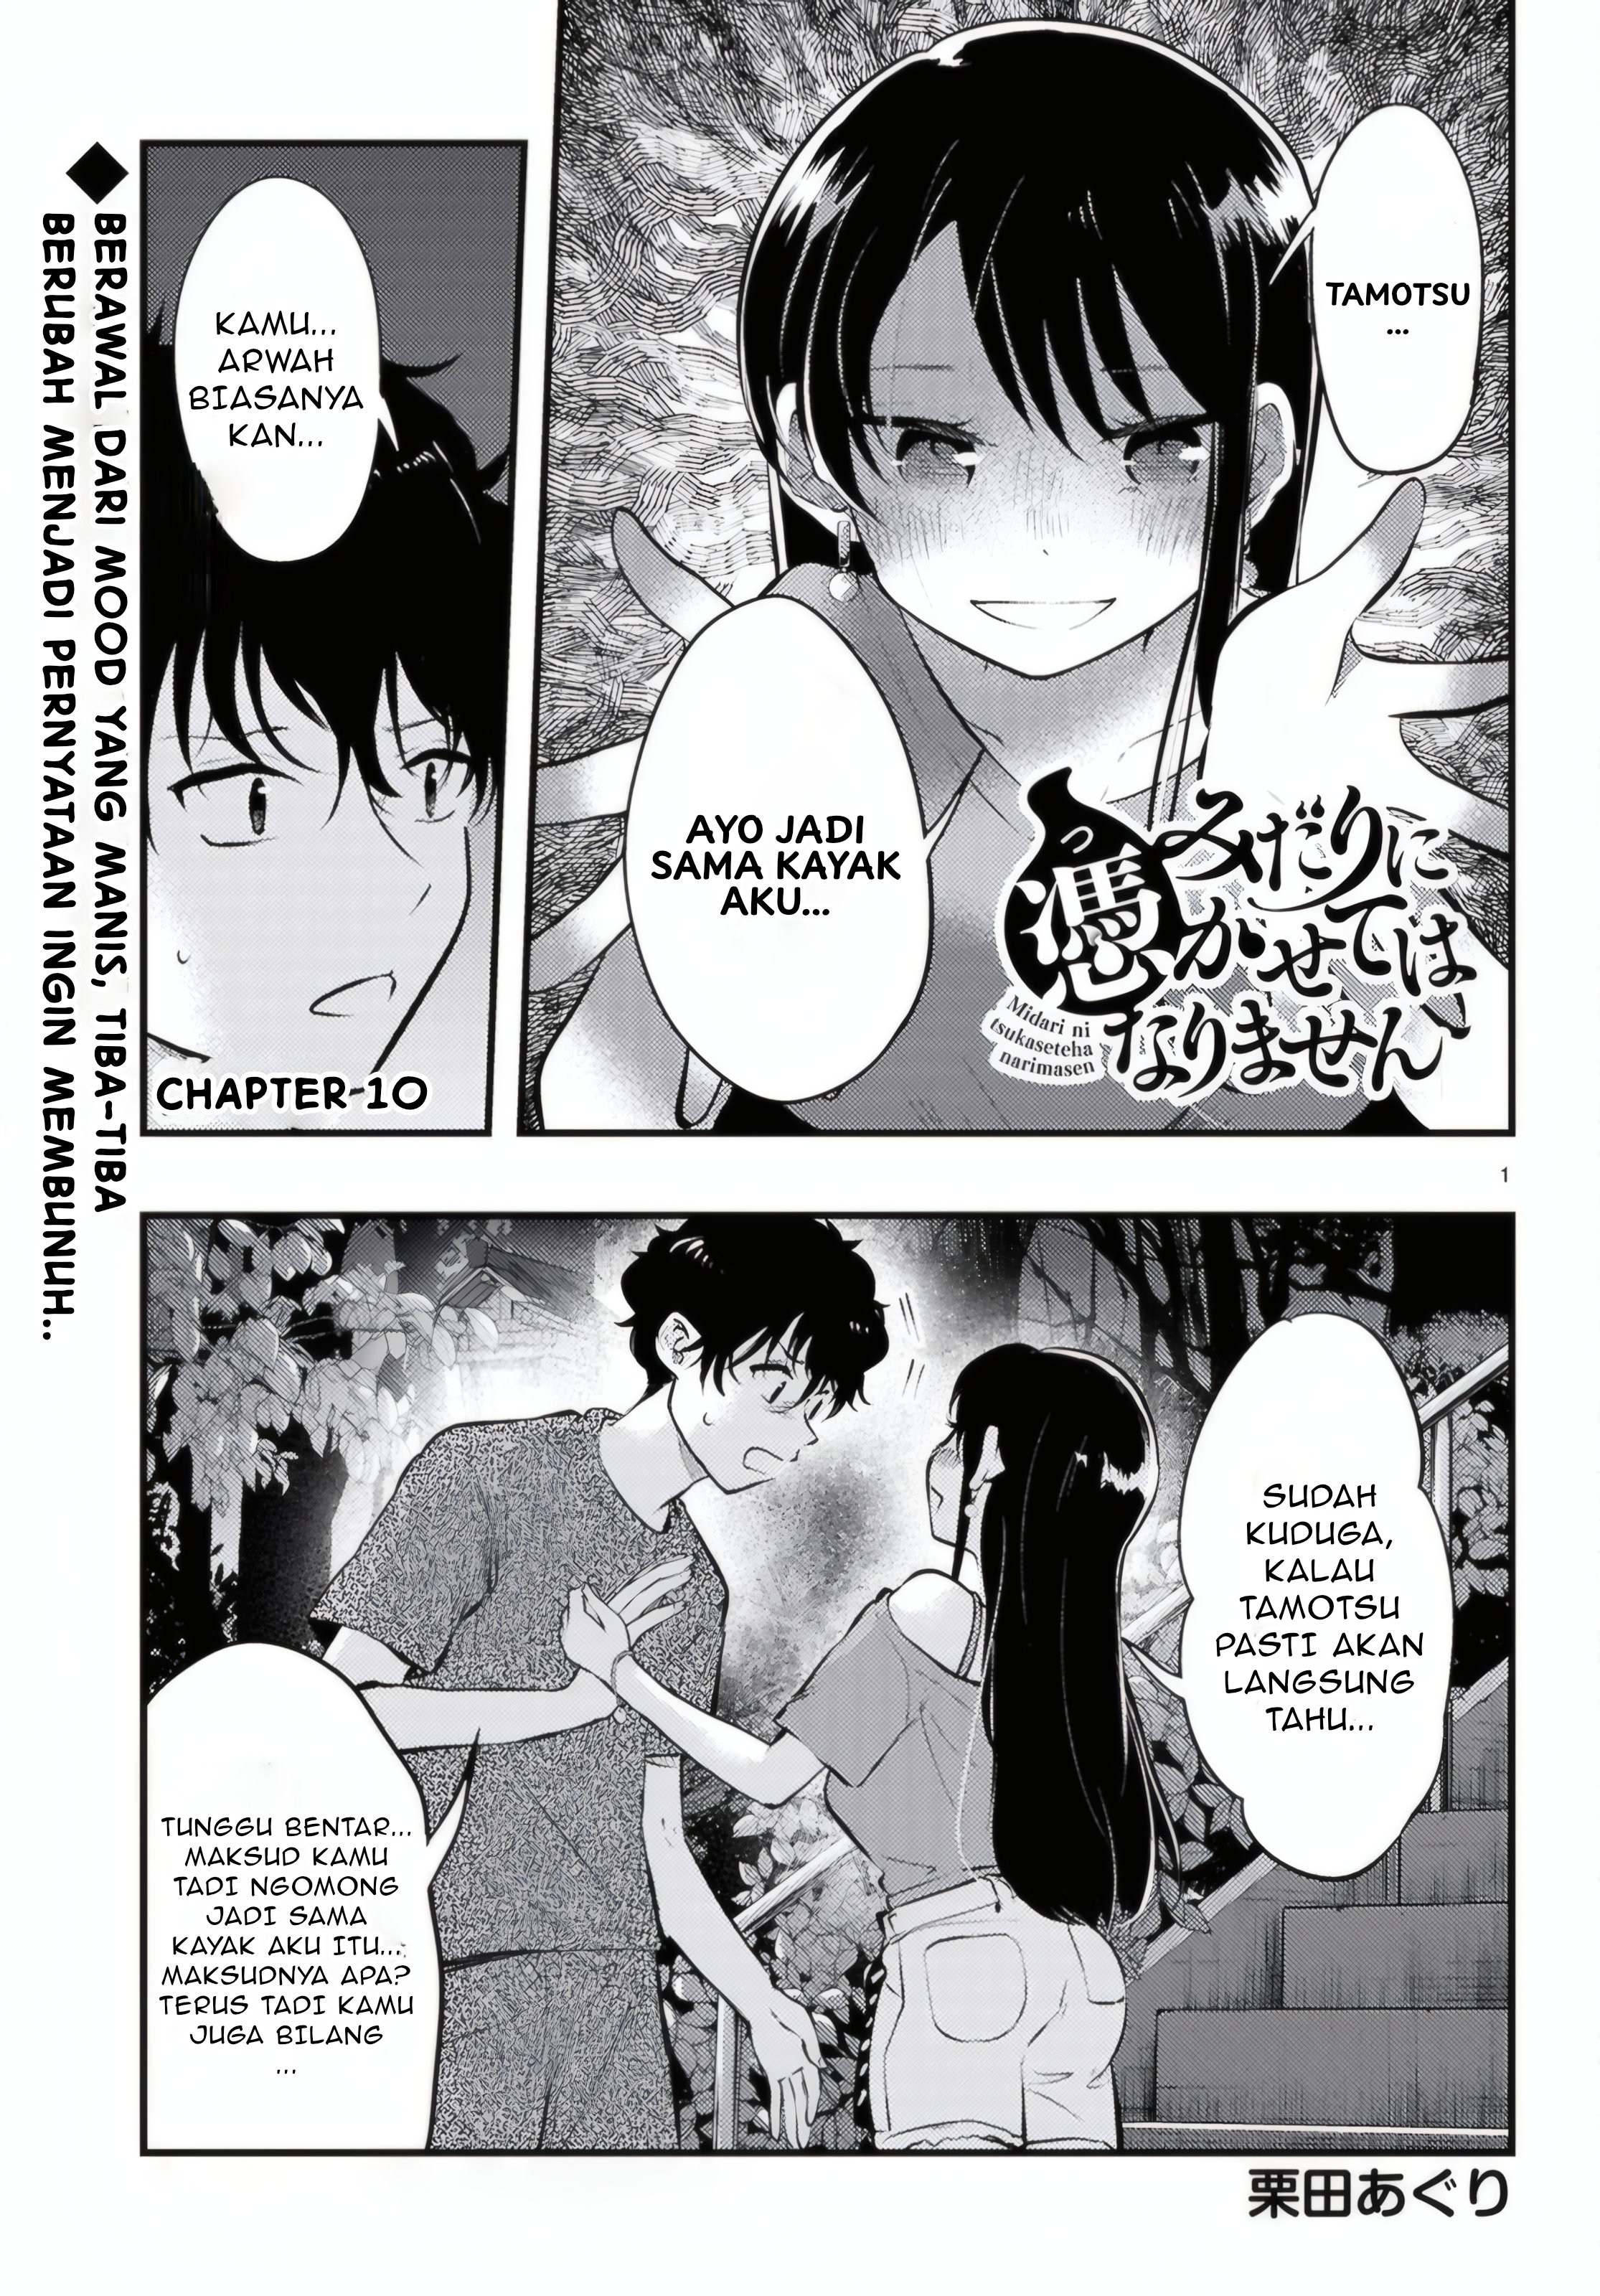 TAMOTSU
...
AYO JADI
SAMA KAYAK
AKU...
みだりに
憑かせては
なりません
Midari ni
tsukaseteha
narimasen
KAMU...
ARWAH
BIASANYA
KAN...
CHAPTER 10
BERAWAL DARI MOOD YANG MANIS, TIBA-TIBA
BERUBAH MENJADI PERNYATAAN INGIN MEMBUNUH..
1
SUDAH
KUDUGA,
KALAU
TAMOTSU
PASTI AKAN
LANGSUNG
TAHU...
TUNGGU BENTAR...
MAKSUD KAMU
TADI NGOMONG
JADI SAMA
KAYAK AKU ITU...
MAKSUDNYA APA?
TERUS TADI KAMU
JUGA BILANG
...
栗田あぐり